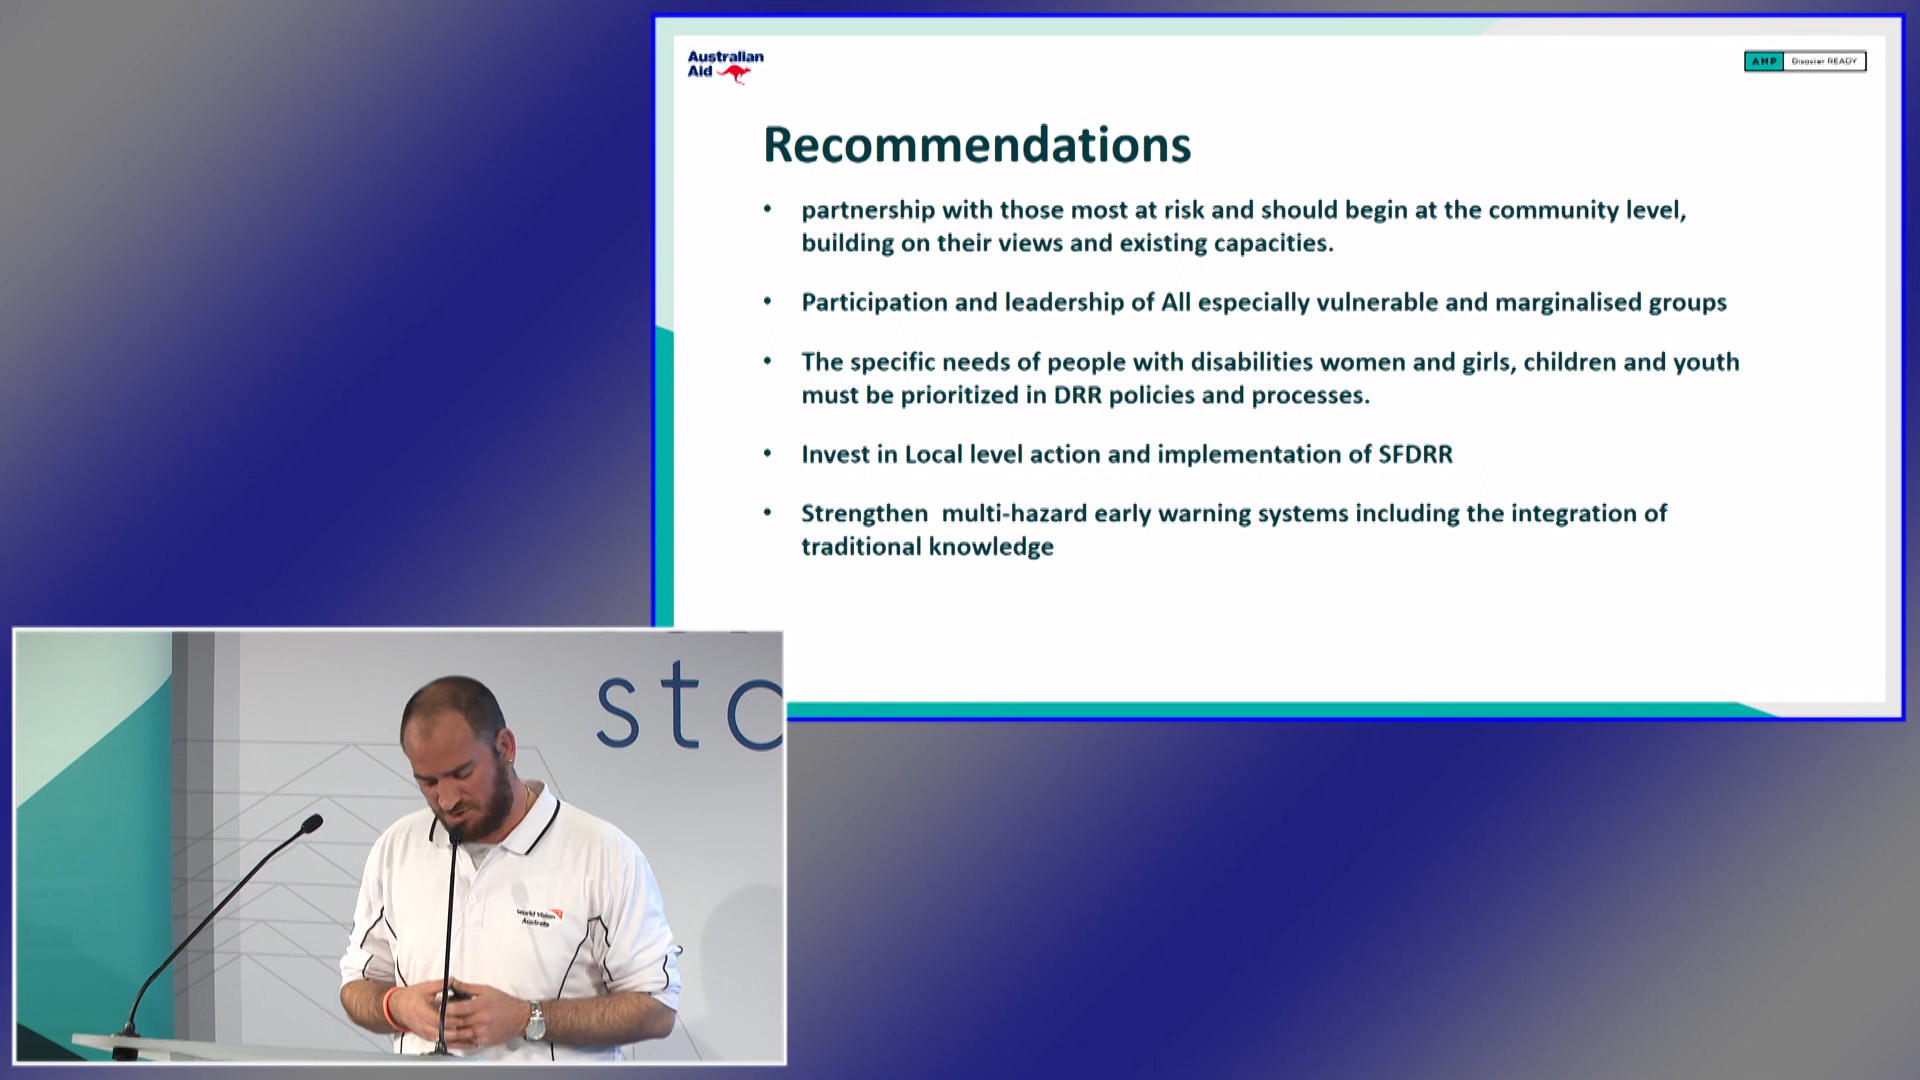 Australian
Aid
AHP Disaster READY
Recommendations
• partnership with those most at risk and should begin at the community level,
building on their views and existing capacities.
• Participation and leadership of All especially vulnerable and marginalised groups
• The specific needs of people with disabilities women and girls, children and youth
must be prioritized in DRR policies and processes.
• Invest in Local level action and implementation of SFDRR
• Strengthen  multi-hazard early warning systems including the integration of
traditional knowledge
World Vision
Australia